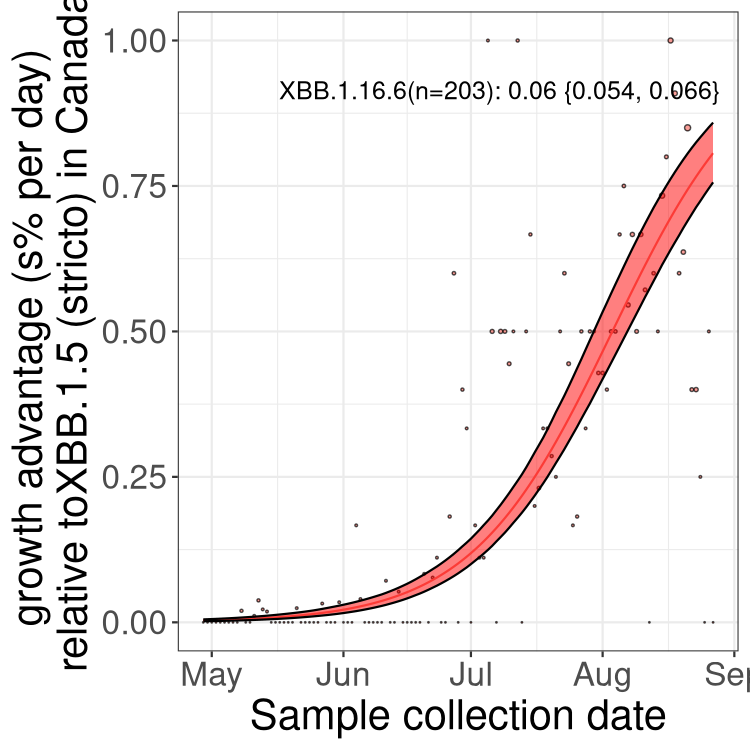 growth advantage (s% per day)
relative toXBB.1.5 (stricto) in Canada
1.00
XBB.1.16.6(n=203): 0.06 {0.054, 0.066}
0.75
0.50
0.25
0.00
May Jun Jul Aug Sep
Sample collection date